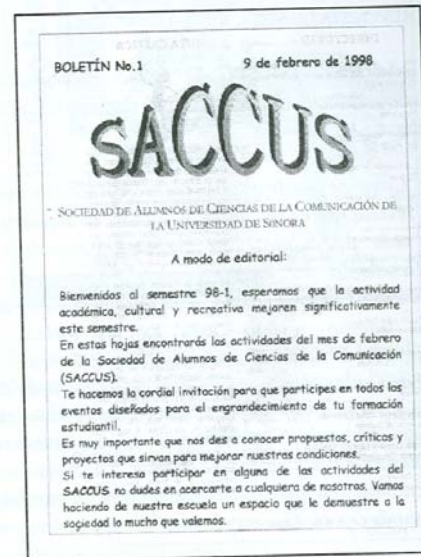 BOLETÍN No.1 9 de febrero de 1998
SACCUS
SOCIEDAD DE ALUMNOS DE CIENCIAS DE LA COMUNICACIÓN DE
LA UNIVERSIDAD DE SONORA
A modo de editorial:
Bienvenidos al semestre 98-1, esperamos que la actividad
académica, cultural y recreativa mejoren significativamente
este semestre.
En estas hojas encontrarás las actividades del mes de febrero
de la Sociedad de Alumnos de Ciencias de la Comunicación
(SACCUS).
Te hacemos la cordial invitación para que participes en todos los
eventos diseñados para el engrandecimiento de tu formación
estudiantil.
Es muy importante que nos des a conocer propuestas, críticas y
proyectos que sirvan para mejorar nuestras condiciones.
Si te interesa participar en alguna de las actividades del
SACCUS no dudes en acercarte a cualquiera de nosotros. Vamos
haciendo de nuestra escuela un espacio que le demuestre a la
sociedad lo mucho que valemos.